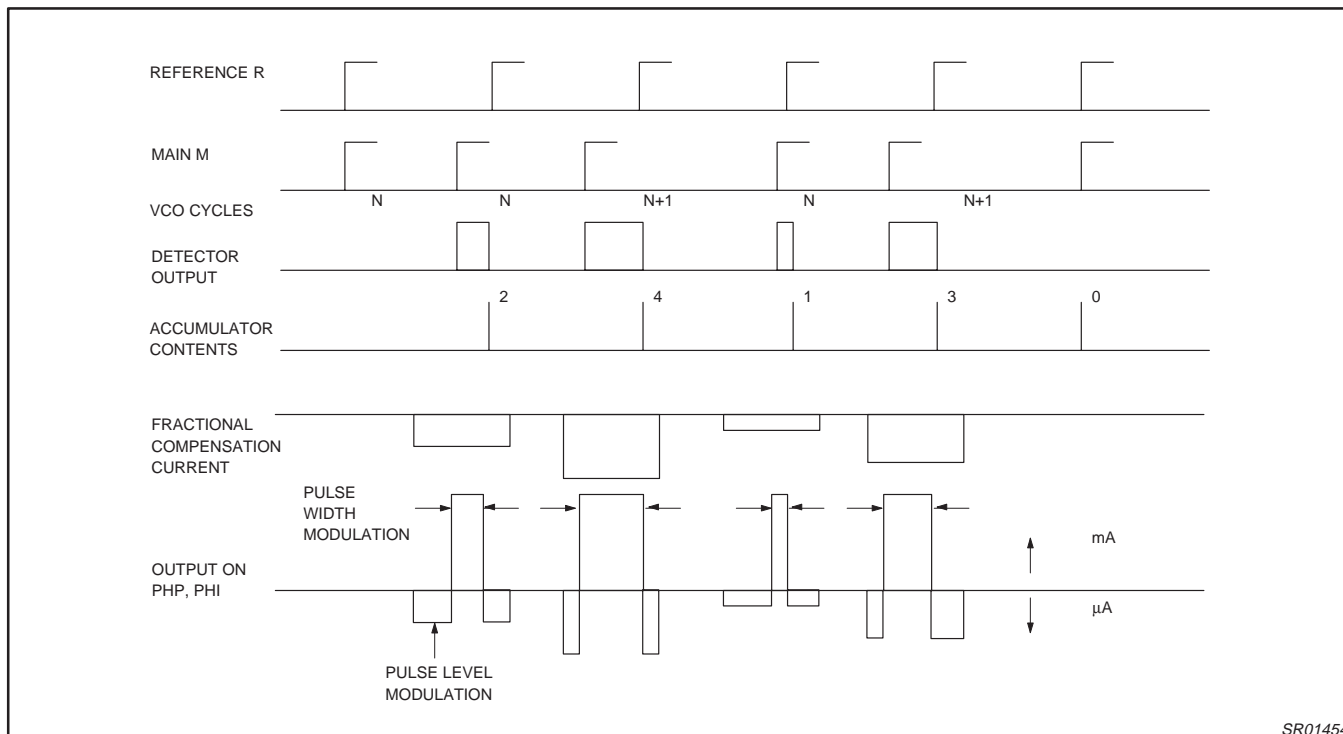 REFERENCE R
MAIN M
N N N+1 N N+1
VCO CYCLES
DETECTOR
OUTPUT
2 4 1 3 0
ACCUMULATOR
CONTENTS
FRACTIONAL
COMPENSATION
CURRENT
PULSE
WIDTH
MODULATION
mA
OUTPUT ON
PHP, PHI
µA
PULSE LEVEL
MODULATION
SR01454